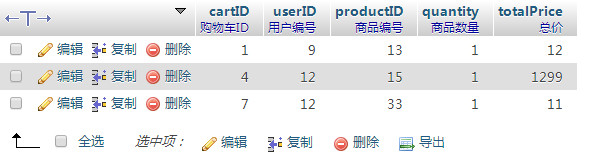 cartID userID productID quantity totalPrice
购物车ID 用户编号 商品编号 商品数量 总价
编辑 复制 删除 1 9 13 1 12
编辑 复制 删除 4 12 15 1 1299
编辑 复制 删除 7 12 33 1 11
全选 选中项： 编辑 复制 删除 导出